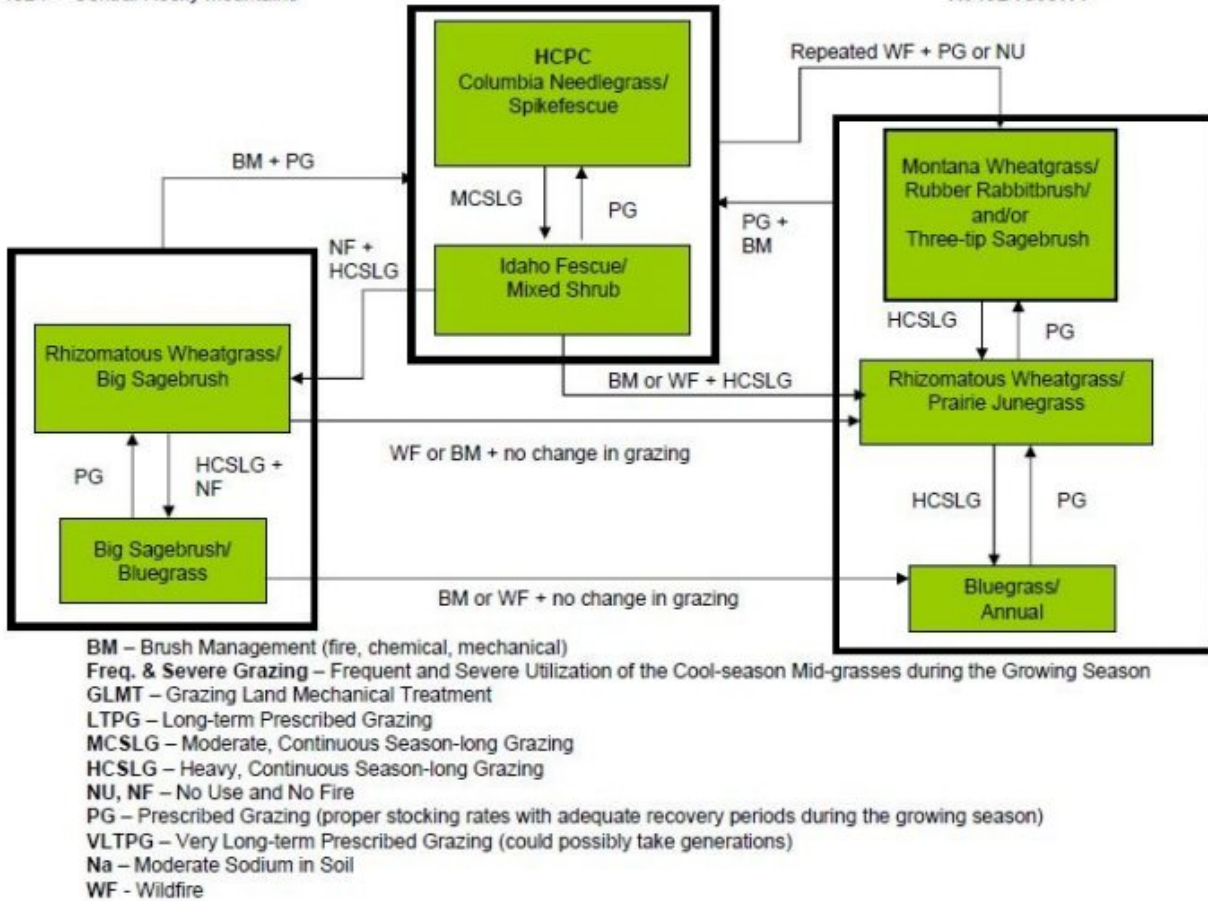 HCPC
Columbia Needlegrass/
Spikefescue
Repeated WF + PG or NU
BM + PG
MCSLG
PG
PG +
BM
Montana Wheatgrass/
Rubber Rabbitbrush/
and/or
Three-tip Sagebrush
NF +
HCSLG
Idaho Fescue/
Mixed Shrub
HCSLG
PG
Rhizomatous Wheatgrass/
Big Sagebrush
BM or WF + HCSLG
Rhizomatous Wheatgrass/
Prairie Junegrass
WF or BM + no change in grazing
PG
HCSLG +
NF
HCSLG
PG
Big Sagebrush/
Bluegrass
BM or WF + no change in grazing
Bluegrass/
Annual
BM – Brush Management (fire, chemical, mechanical)
Freq. & Severe Grazing – Frequent and Severe Utilization of the Cool-season Mid-grasses during the Growing Season
GLMT – Grazing Land Mechanical Treatment
LTPG – Long-term Prescribed Grazing
MCSLG – Moderate, Continuous Season-long Grazing
HCSLG – Heavy, Continuous Season-long Grazing
NU, NF – No Use and No Fire
PG – Prescribed Grazing (proper stocking rates with adequate recovery periods during the growing season)
VLTPG – Very Long-term Prescribed Grazing (could possibly take generations)
Na – Moderate Sodium in Soil
WF - Wildfire